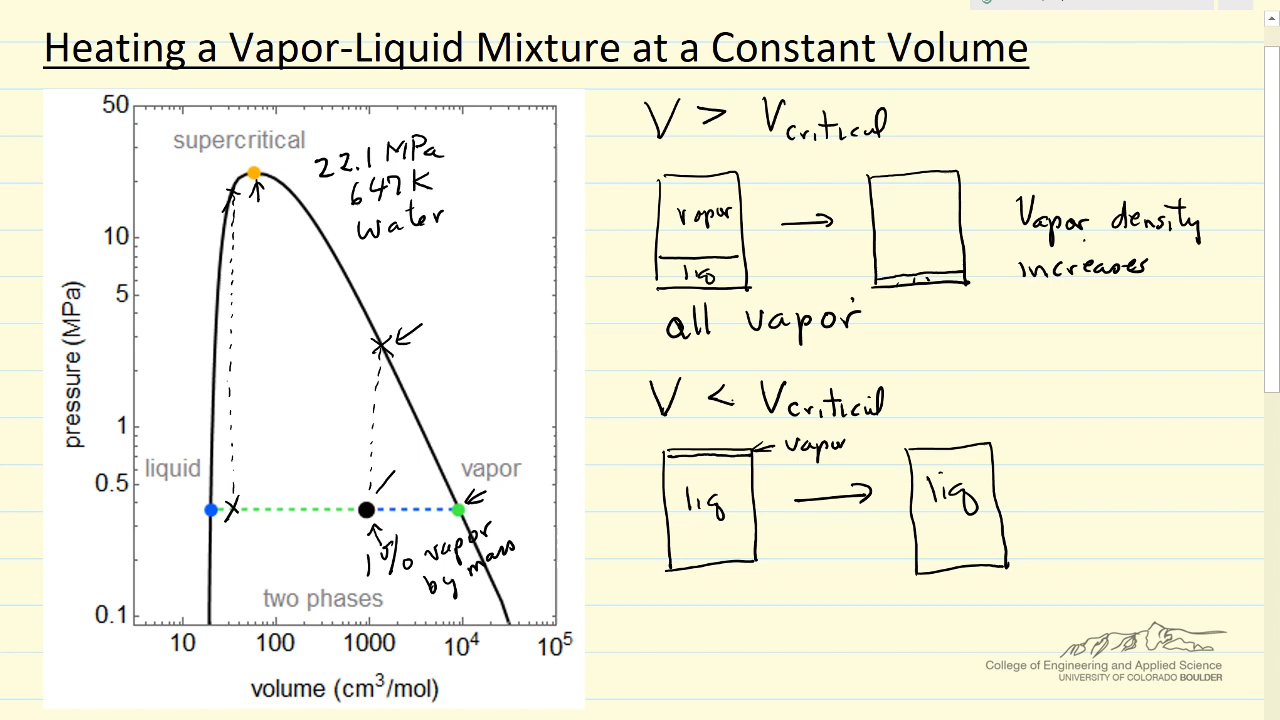 Heating a Vapor-Liquid Mixture at a Constant Volume
50
10
5
1
0.5
0.1
pressure (MPa)
supercritical
22.1 MPa
647 K
water
liquid
vapor
1% vapor
by mass
two phases
10
100
1000
10⁴
10⁵
volume (cm³/mol)
V > Vcritical
vapor
liq
Vapor density
increases
all vapor
V < Vcritical
vapor
liq
liq
College of Engineering and Applied Science
UNIVERSITY OF COLORADO BOULDER